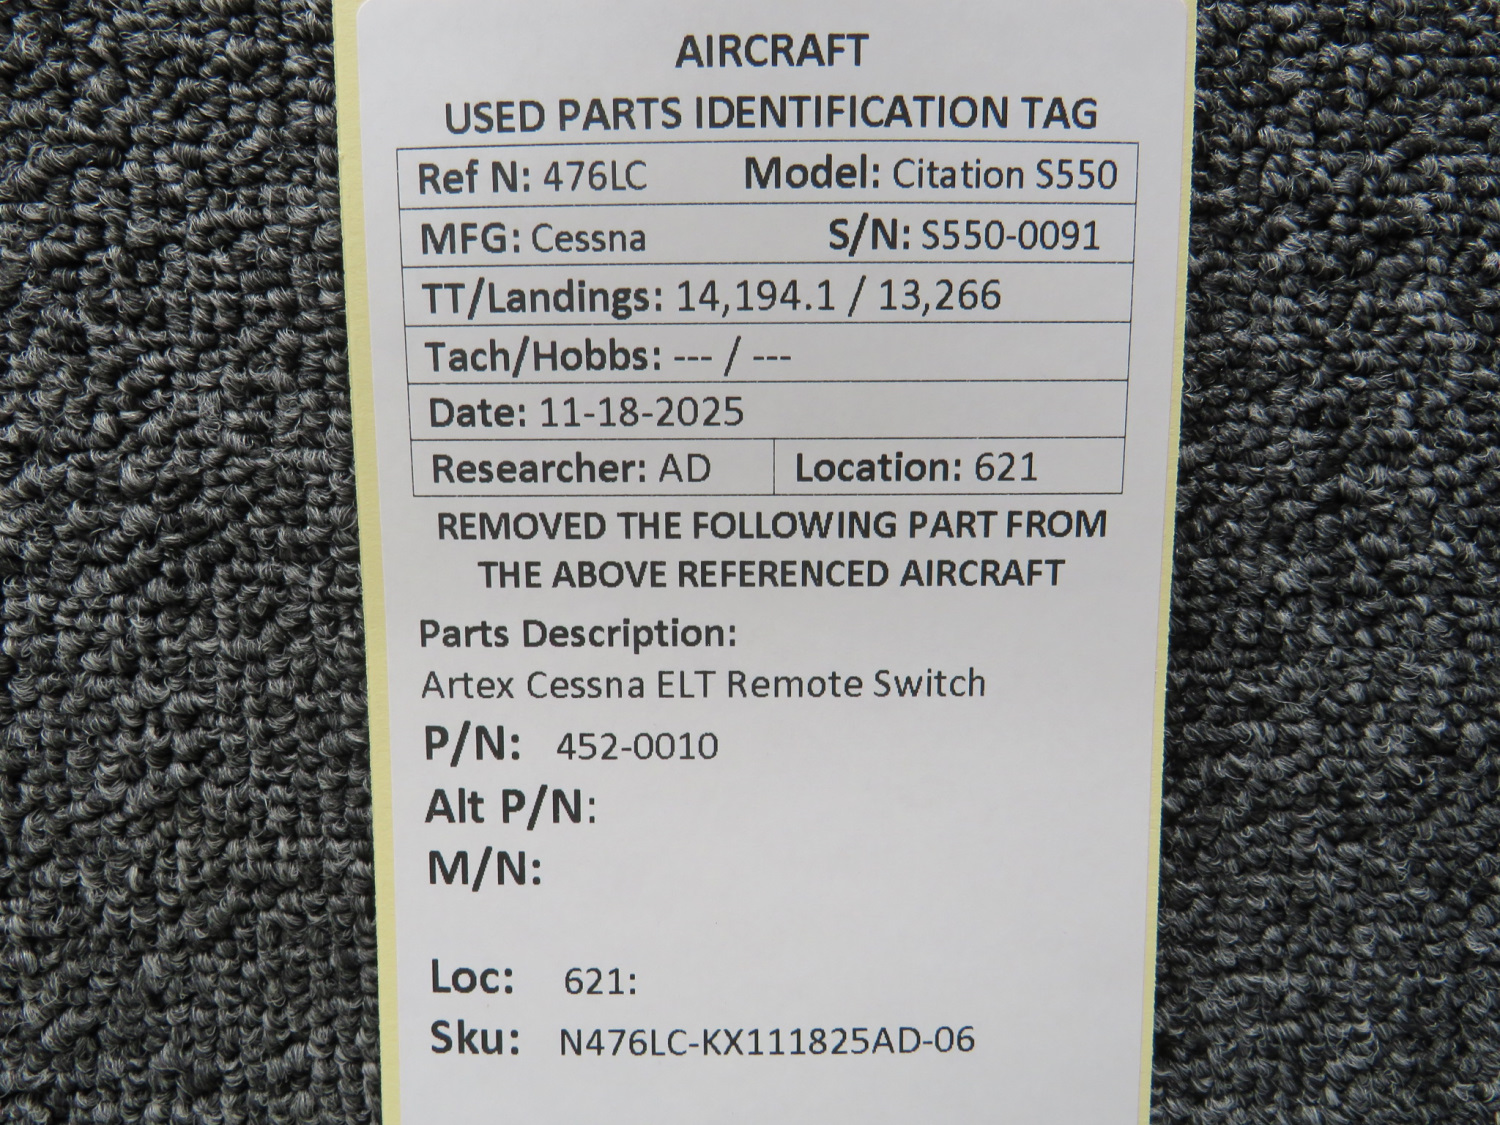 AIRCRAFT
USED PARTS IDENTIFICATION TAG
Ref N: 476LC Model: Citation S550
MFG: Cessna S/N: S550-0091
TT/Landings: 14,194.1 / 13,266
Tach/Hobbs: --- / ---
Date: 11-18-2025
Researcher: AD Location: 621
REMOVED THE FOLLOWING PART FROM
THE ABOVE REFERENCED AIRCRAFT
Parts Description:
Artex Cessna ELT Remote Switch
P/N: 452-0010
Alt P/N:
M/N:
Loc: 621:
Sku: N476LC-KX111825AD-06